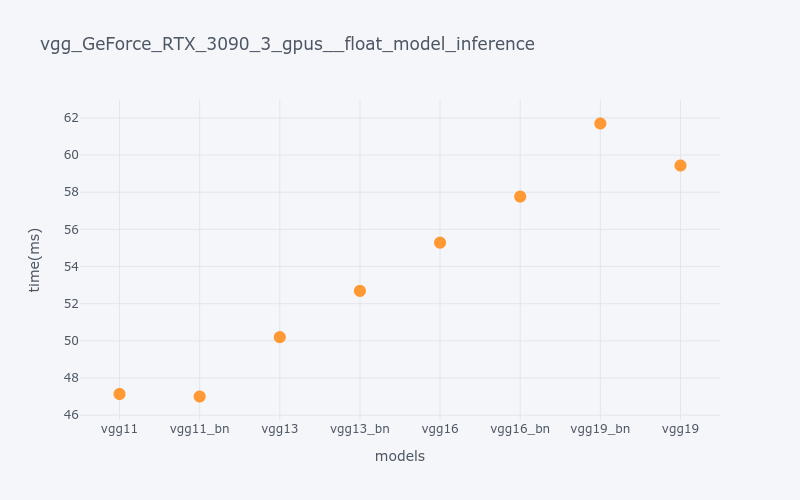 vgg_GeForce_RTX_3090_3_gpus__float_model_inference
time(ms)
62
60
58
56
54
52
50
48
46
vgg11 vgg11_bn vgg13 vgg13_bn vgg16 vgg16_bn vgg19_bn vgg19
models